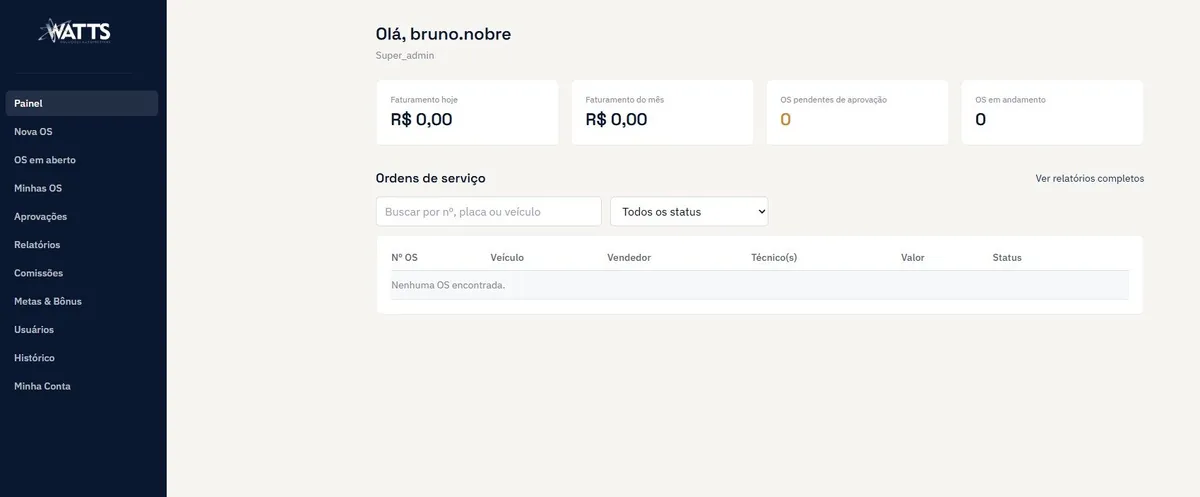 WATTS
Olá, bruno.nobre
Super_admin
Painel
Nova OS
OS em aberto
Minhas OS
Aprovações
Relatórios
Comissões
Metas & Bônus
Usuários
Histórico
Minha Conta
Faturamento hoje
R$ 0,00
Faturamento do mês
R$ 0,00
OS pendentes de aprovação
0
OS em andamento
0
Ordens de serviço
Ver relatórios completos
Buscar por nº, placa ou veículo
Todos os status
Nº OS Veículo Vendedor Técnico(s) Valor Status
Nenhuma OS encontrada.